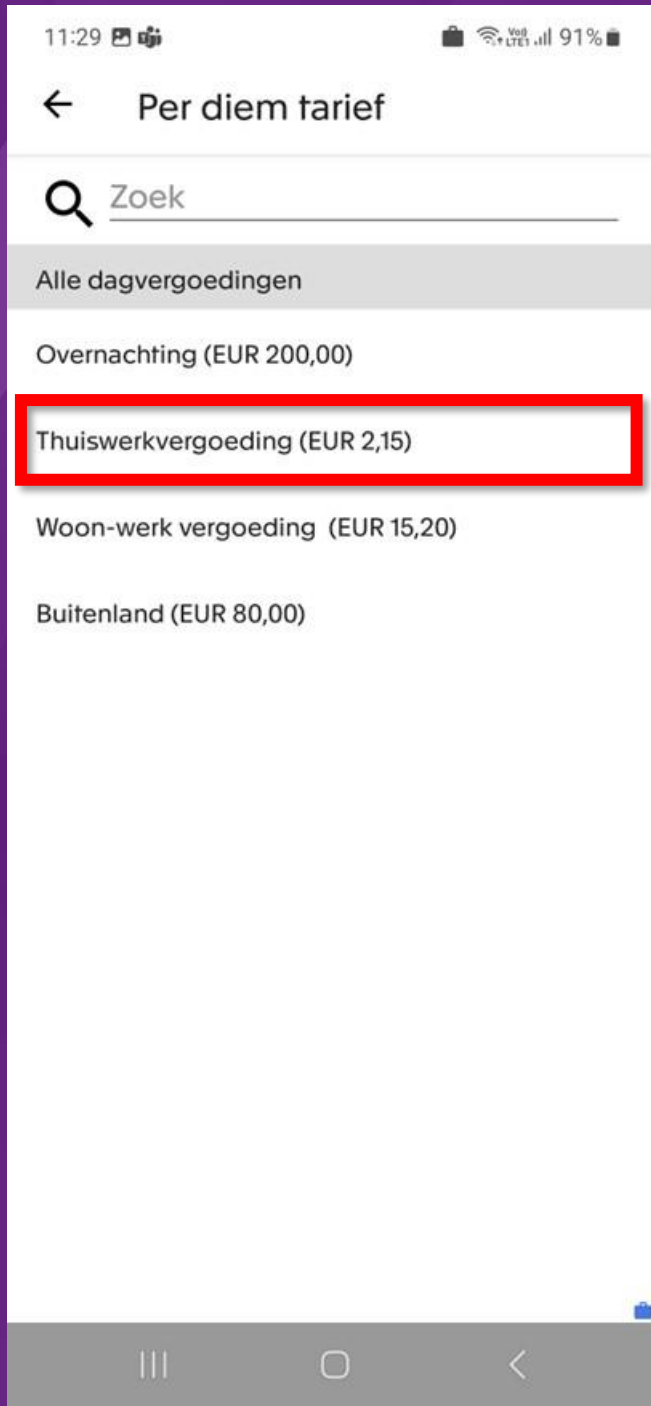 11:29 91%
Per diem tarief
Zoek
Alle dagvergoedingen
Overnachting (EUR 200,00)
Thuiswerkvergoeding (EUR 2,15)
Woon-werk vergoeding (EUR 15,20)
Buitenland (EUR 80,00)